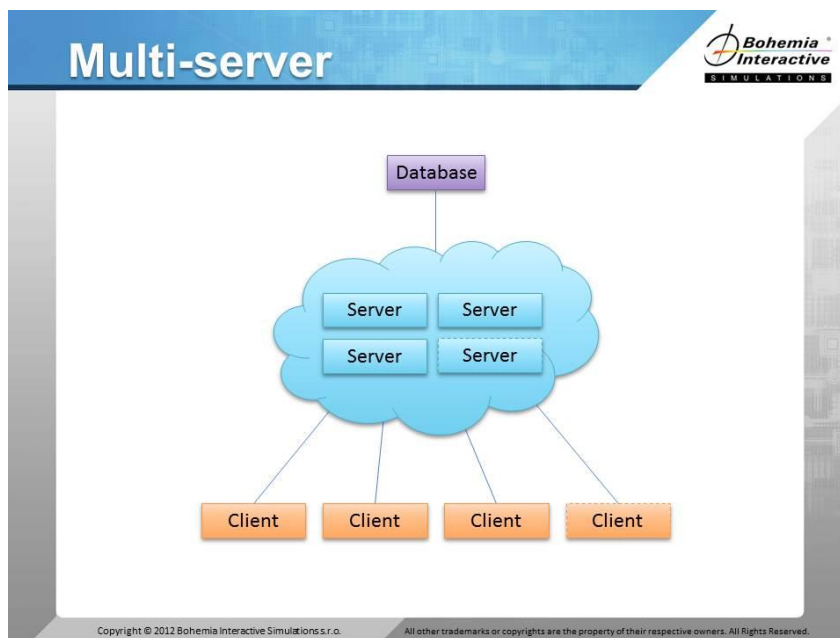 Multi-server
Bohemia
Interactive
SIMULATIONS
Database
Server Server
Server Server
Client Client Client Client
Copyright © 2012 Bohemia Interactive Simulations s.r.o. All other trademarks or copyrights are the property of their respective owners. All Rights Reserved.